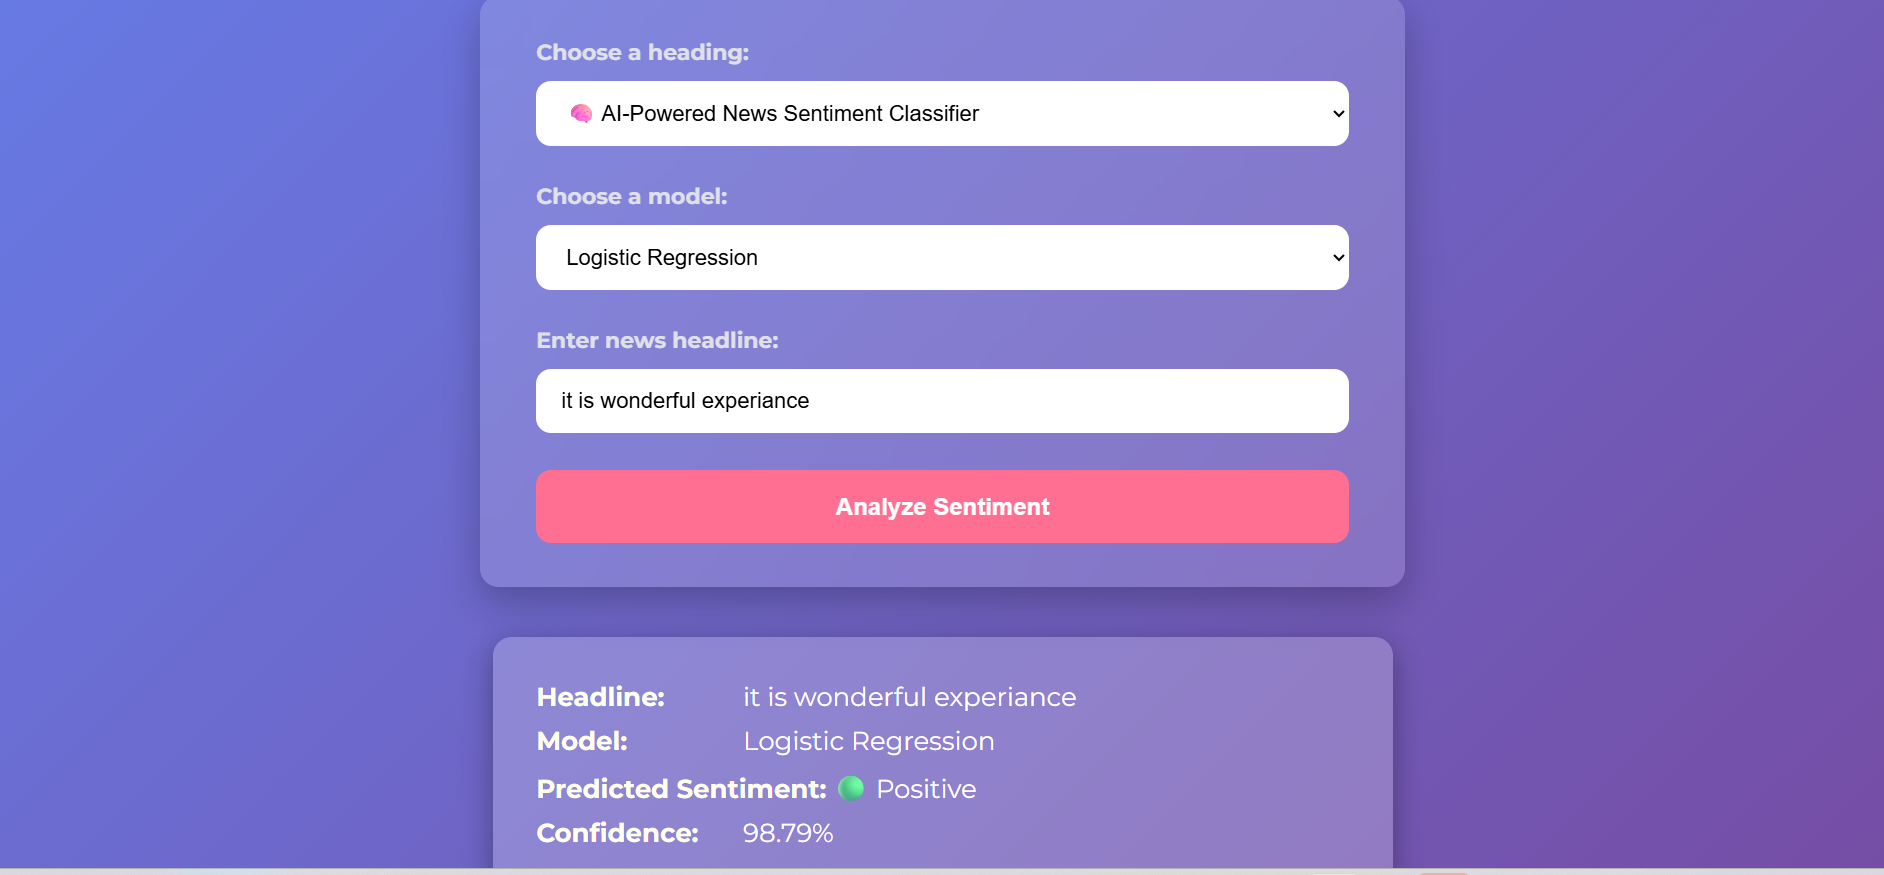 Choose a heading:
🧠 AI-Powered News Sentiment Classifier
Choose a model:
Logistic Regression
Enter news headline:
it is wonderful experiance
Analyze Sentiment
Headline: it is wonderful experiance
Model: Logistic Regression
Predicted Sentiment: 🟢 Positive
Confidence: 98.79%